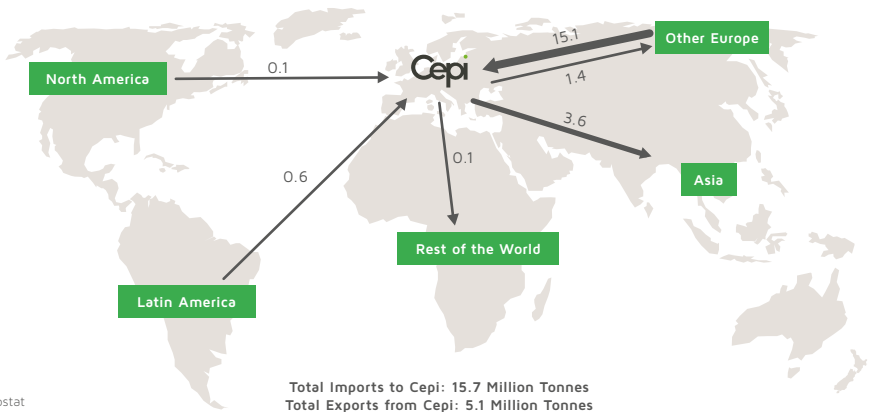 15.1
Other Europe
Cepi
North America
0.1
1.4
3.6
0.6
0.1
Asia
Rest of the World
Latin America
Total Imports to Cepi: 15.7 Million Tonnes
ostat
Total Exports from Cepi: 5.1 Million Tonnes